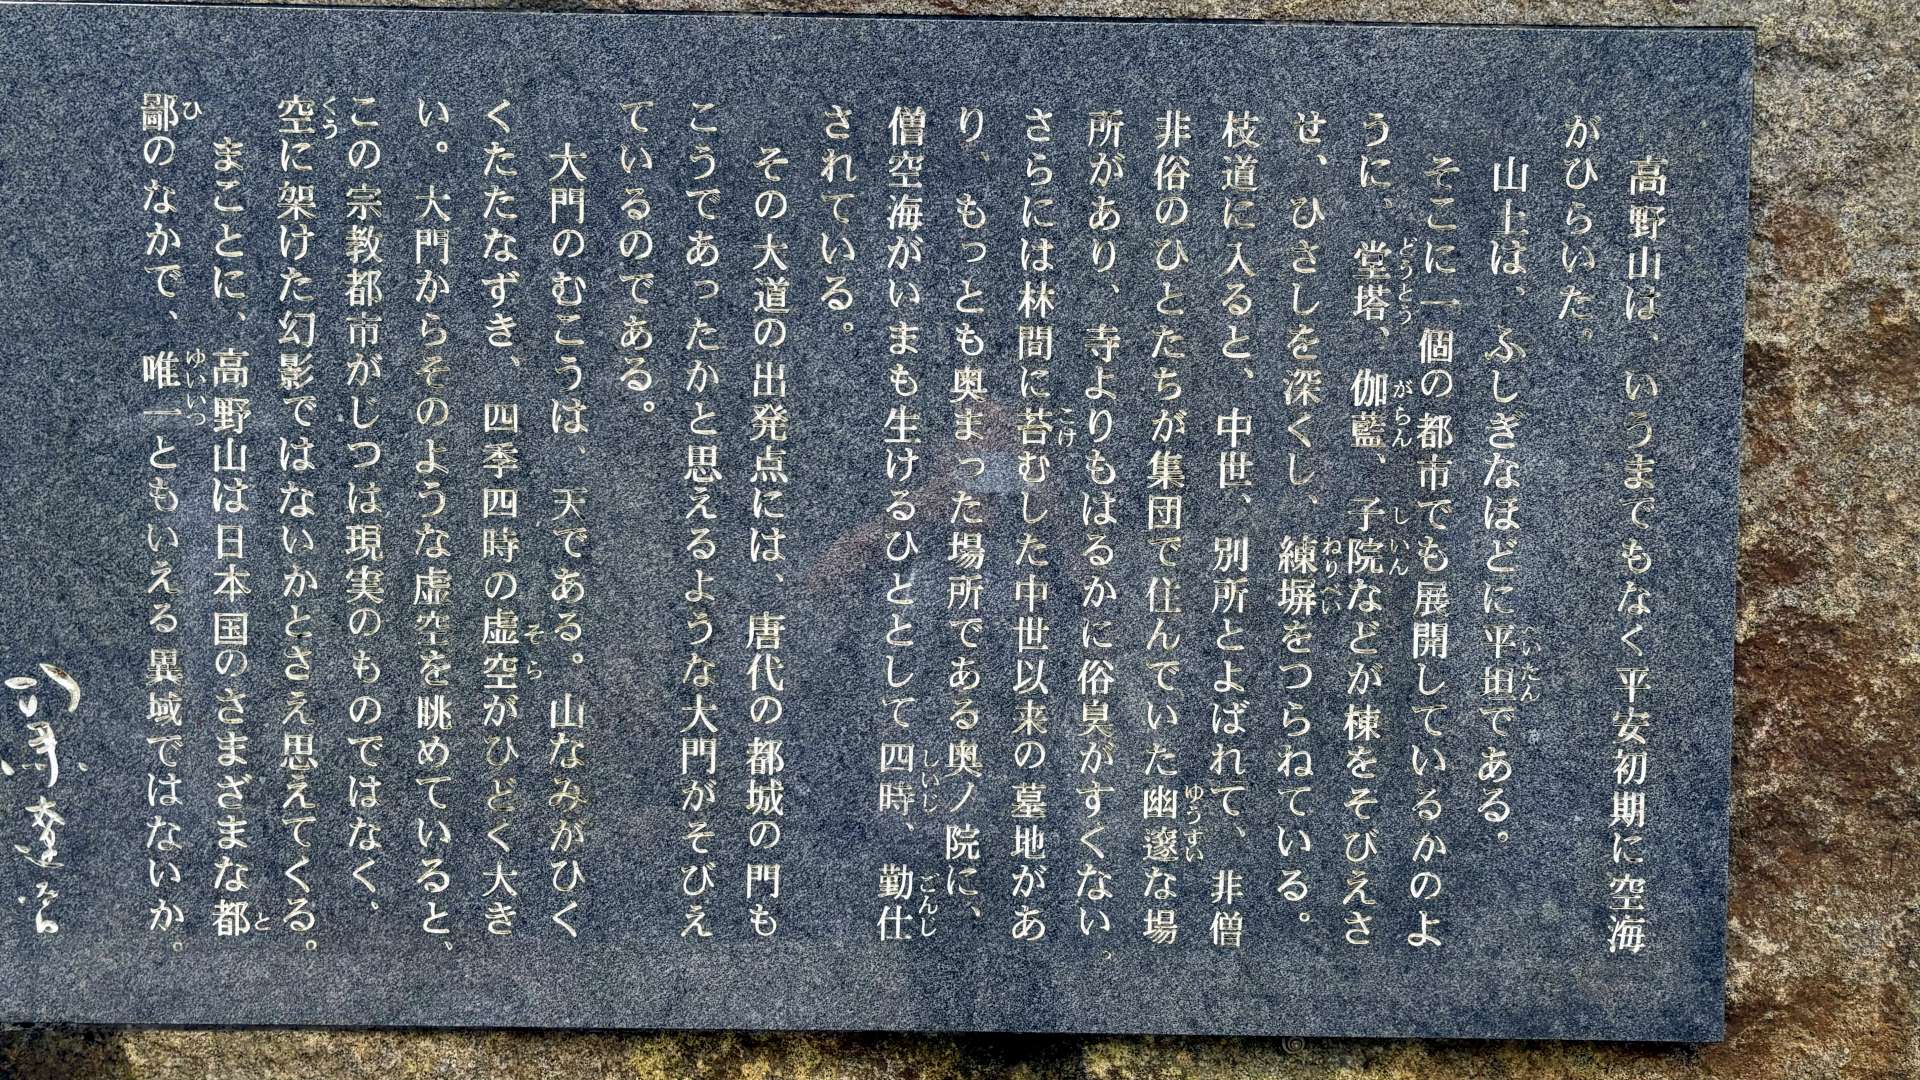 高野山は、いうまでもなく平安初期に空海
がひらいた。
山上は、ふしぎなほどに平坦である。
そこに一個の都市でも展開しているかのよ
うに、堂塔、伽藍、子院などが棟をそびえさ
せ、ひさしを深くし、練塀をつらねている。
枝道に入ると、中世、別所とよばれて、非僧
非俗のひとたちが集団で住んでいた幽邃な場
所があり、寺よりもはるかに俗臭がすくない、
さらには林間に苔むした中世以来の墓地があ
り、もっとも奥まった場所である奥ノ院に、
僧空海がいまも生けるひととして四時、勤仕
されている。
その大道の出発点には、唐代の都城の門も
こうであったかと思えるような大門がそびえ
ているのである。
大門のむこうは、天である。山なみがひく
くたたなずき、四季四時の虚空がひどく大き
い。大門からそのような虚空を眺めていると、
この宗教都市がじつは現実のものではなく、
空に架けた幻影ではないかとさえ思えてくる。
まことに、高野山は日本国のさまざまな都
鄙のなかで、唯一ともいえる異域ではないか。
司馬遼太郎